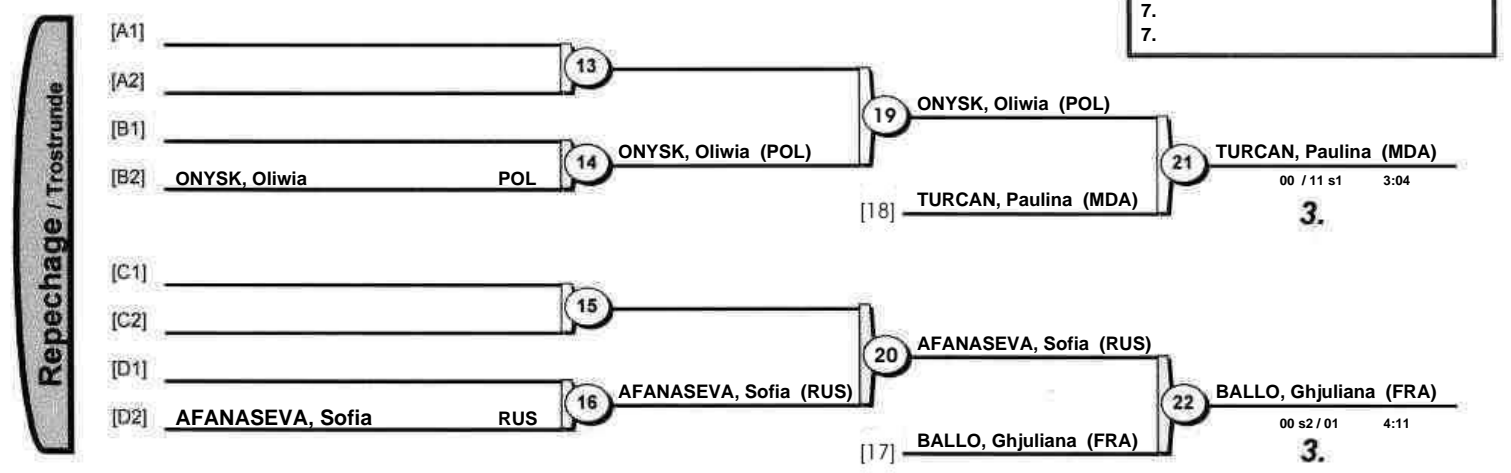 7.
7.
Repechage / Trostrunde
[A1]
13
[A2]
19
ONYSK, Oliwia (POL)
[B1]
14
ONYSK, Oliwia (POL)
21
TURCAN, Paulina (MDA)
[B2] ONYSK, Oliwia POL
00 / 11 s1 3:04
[18] TURCAN, Paulina (MDA)
3.
[C1]
15
[C2]
20
AFANASEVA, Sofia (RUS)
[D1]
16
AFANASEVA, Sofia (RUS)
22
BALLO, Ghjuliana (FRA)
[D2] AFANASEVA, Sofia RUS
00 s2 / 01 4:11
[17] BALLO, Ghjuliana (FRA)
3.